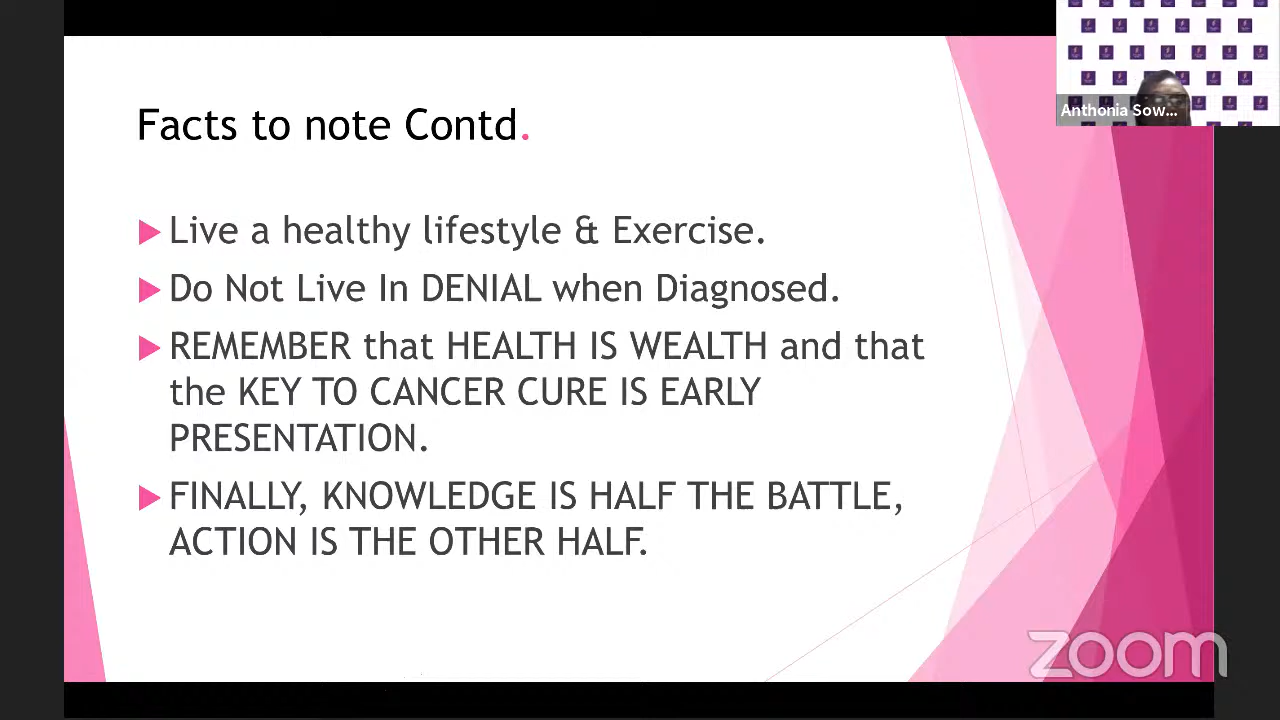 Anthonia Sow...
Facts to note Contd.
Live a healthy lifestyle & Exercise.
Do Not Live In DENIAL when Diagnosed.
REMEMBER that HEALTH IS WEALTH and that
the KEY TO CANCER CURE IS EARLY
PRESENTATION.
FINALLY, KNOWLEDGE IS HALF THE BATTLE,
ACTION IS THE OTHER HALF.
zoom